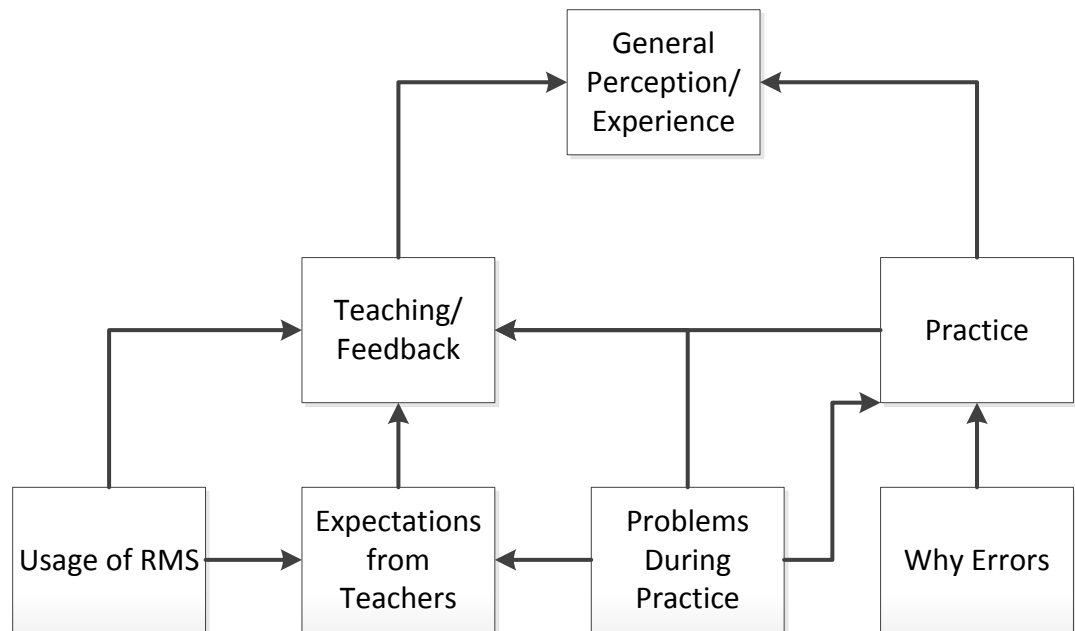 General
Perception/
Experience
Teaching/
Feedback
Practice
Usage of RMS
Expectations
from
Teachers
Problems
During
Practice
Why Errors